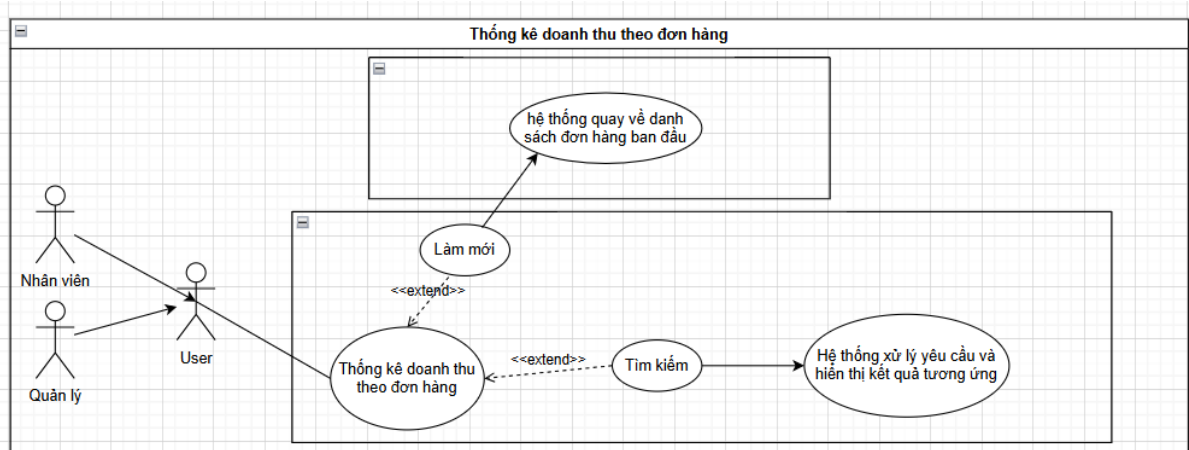 Thống kê doanh thu theo đơn hàng
hệ thống quay về danh
sách đơn hàng ban đầu
Làm mới
Nhân viên
<<extend>>
User
Thống kê doanh thu
theo đơn hàng
<<extend>>
Tìm kiếm
Hệ thống xử lý yêu cầu và
hiển thị kết quả tương ứng
Quản lý